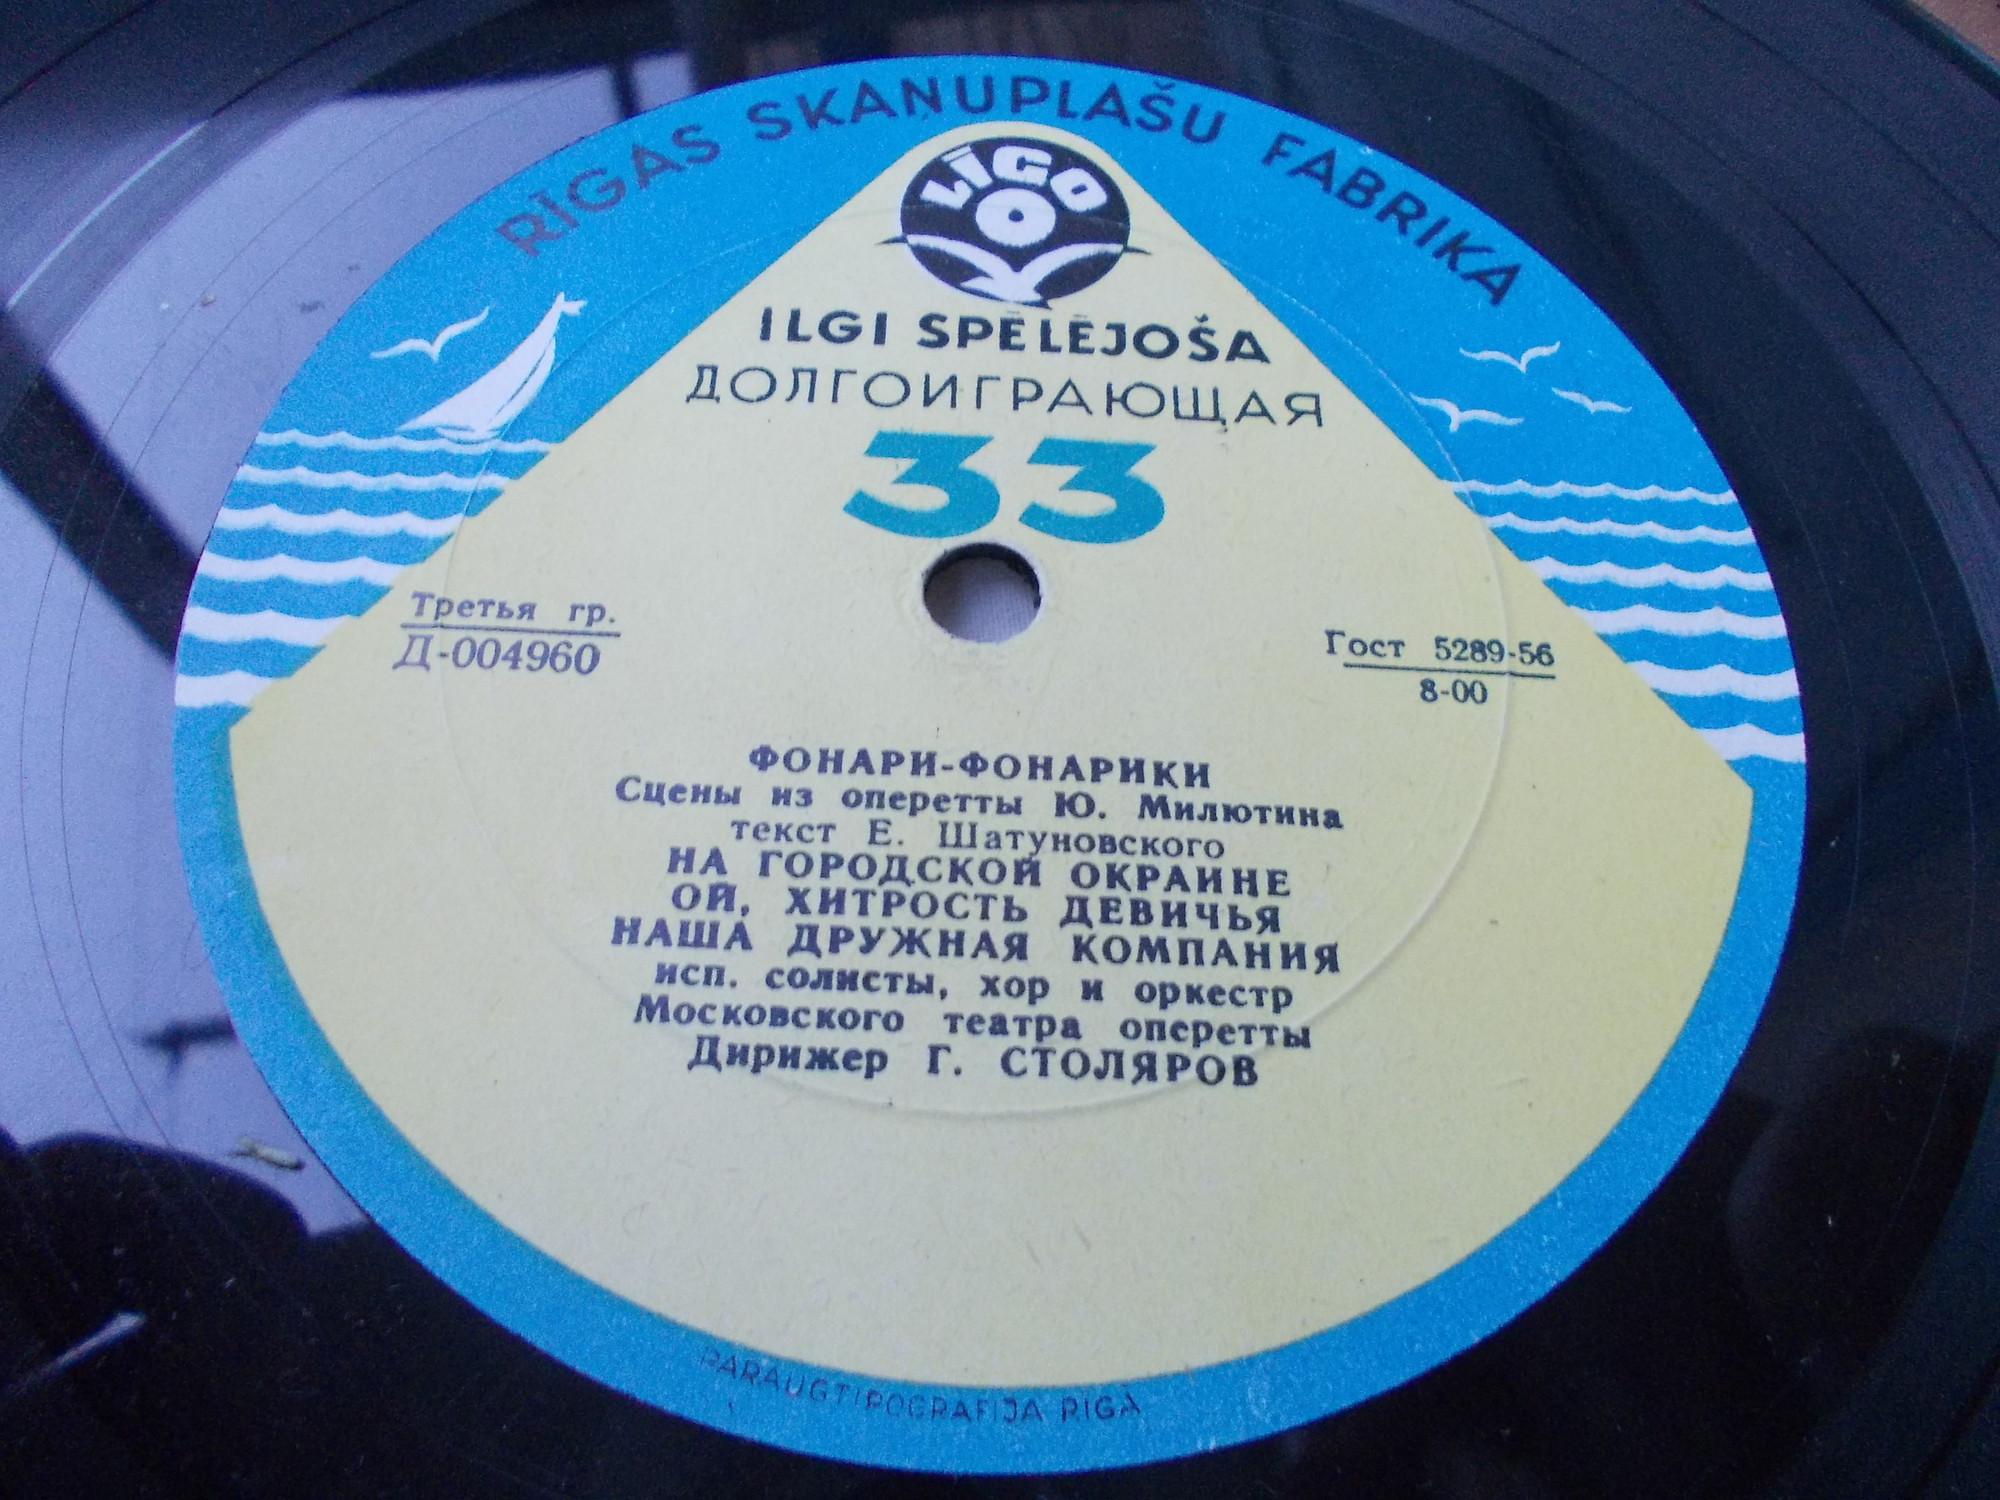 RĪGAS SKAŅUPLAŠU FABRIKA
LĪGO
ILGI SPĒLĒJOŠA
ДОЛГОИГРАЮЩАЯ
33
Третья гр.
Д-004960
Гост 5289-56
8-00
ФОНАРИ-ФОНАРИКИ
Сцены из оперетты Ю. Милютина
текст Е. Шатуновского
НА ГОРОДСКОЙ ОКРАИНЕ
ОЙ, ХИТРОСТЬ ДЕВИЧЬЯ
НАША ДРУЖНАЯ КОМПАНИЯ
исп. солисты, хор и оркестр
Московского театра оперетты
Дирижер Г. СТОЛЯРОВ
PARAUGTIPOGRAFIJA RĪGĀ